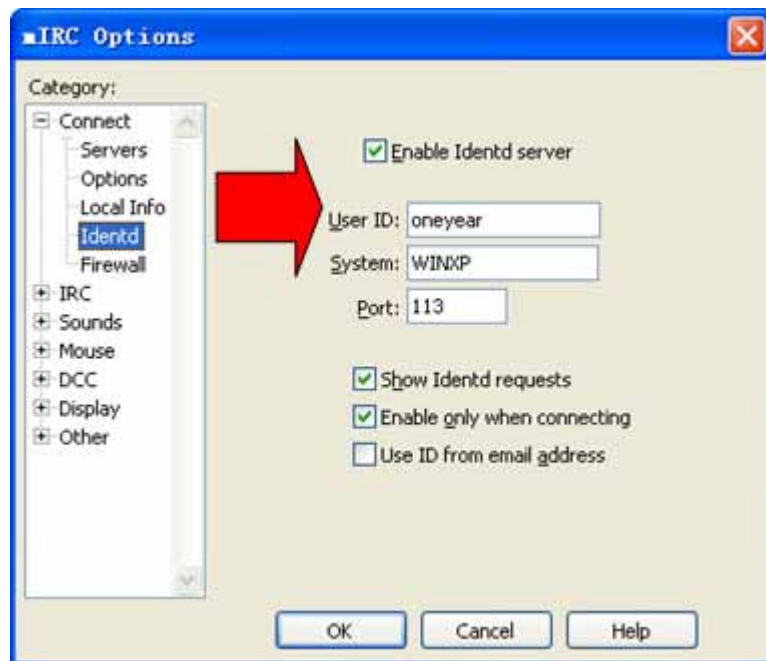 mIRC Options
Category:
Connect
Servers
Options
Local Info
Identd
Firewall
IRC
Sounds
Mouse
DCC
Display
Other
Enable Identd server
User ID: oneyear
System: WINXP
Port: 113
Show Identd requests
Enable only when connecting
Use ID from email address
OK Cancel Help